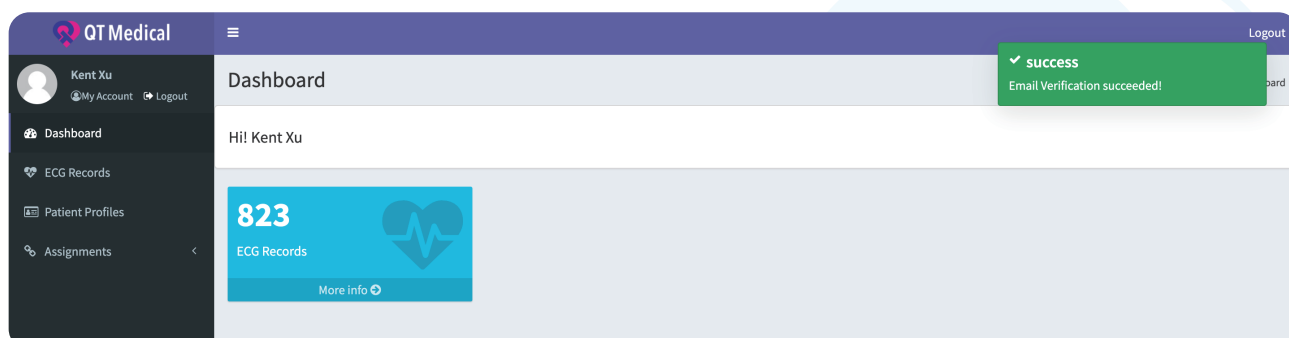 QT Medical
Logout
Kent Xu
My Account Logout
Dashboard
ECG Records
Patient Profiles
Assignments
Dashboard
success
Email Verification succeeded!
Hi! Kent Xu
823
ECG Records
More info